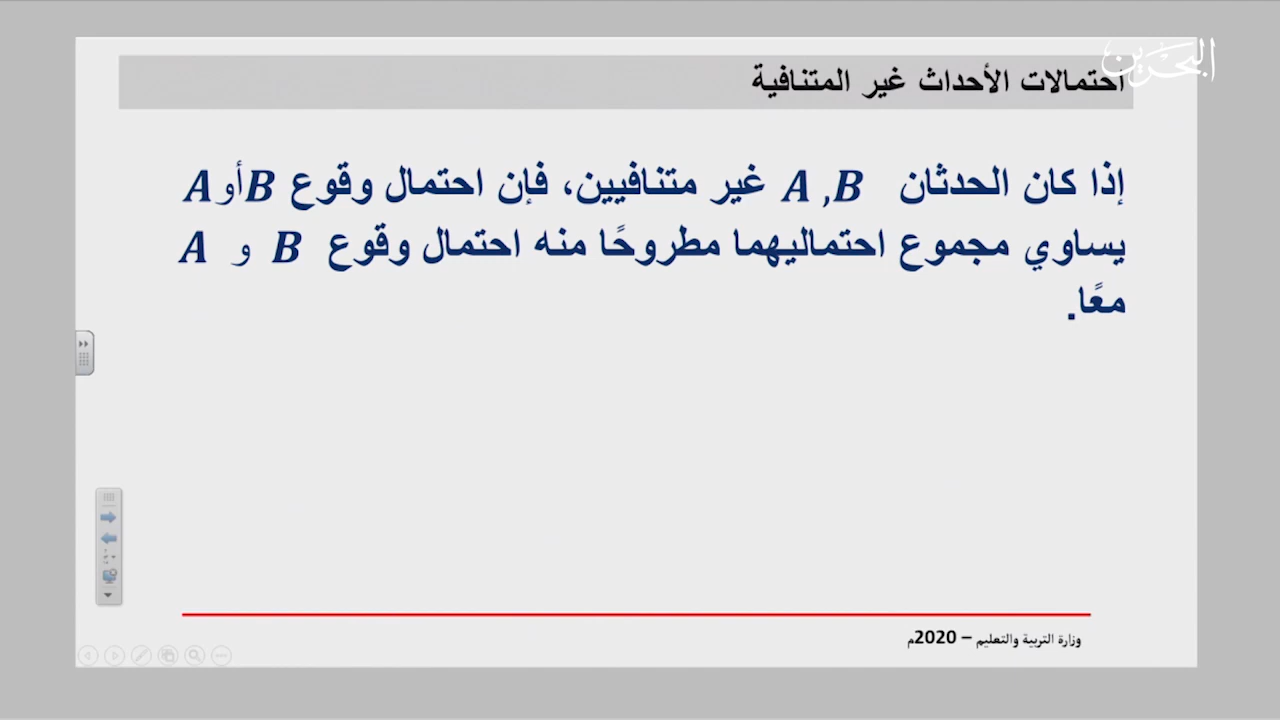 البحرين
احتمالات الأحداث غير المتنافية
إذا كان الحدثان A ,B غير متنافيين، فإن احتمال وقوع A أو B
يساوي مجموع احتماليهما مطروحًا منه احتمال وقوع A و B
معًا.
وزارة التربية والتعليم – 2020م